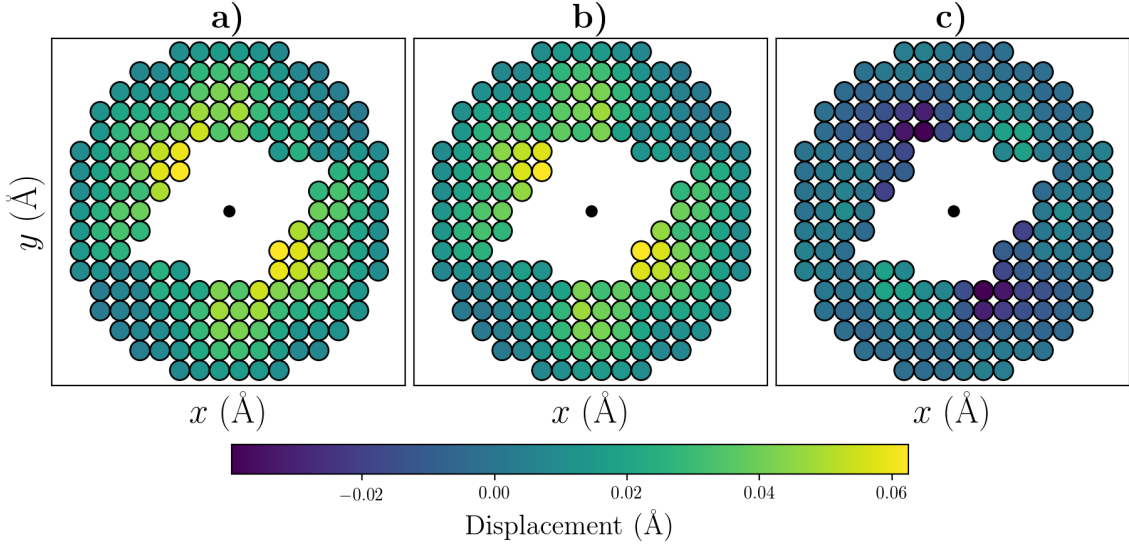 a) b) c)
y (Å)
x (Å) x (Å) x (Å)
−0.02 0.00 0.02 0.04 0.06
Displacement (Å)